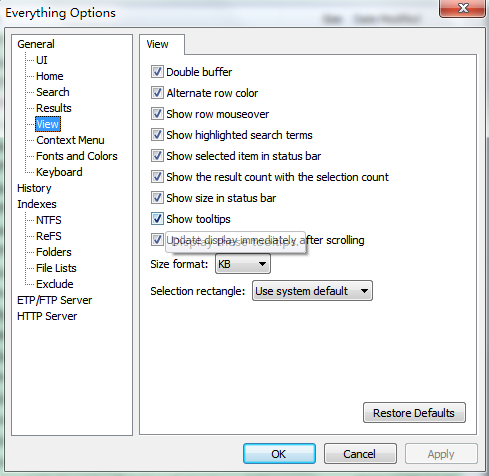 Everything Options
General
UI
Home
Search
Results
View
Context Menu
Fonts and Colors
Keyboard
History
Indexes
NTFS
ReFS
Folders
File Lists
Exclude
ETP/FTP Server
HTTP Server
View
Double buffer
Alternate row color
Show row mouseover
Show highlighted search terms
Show selected item in status bar
Show the result count with the selection count
Show size in status bar
Show tooltips
Update display immediately after scrolling
Size format: KB
Selection rectangle: Use system default
Restore Defaults
OK Cancel Apply